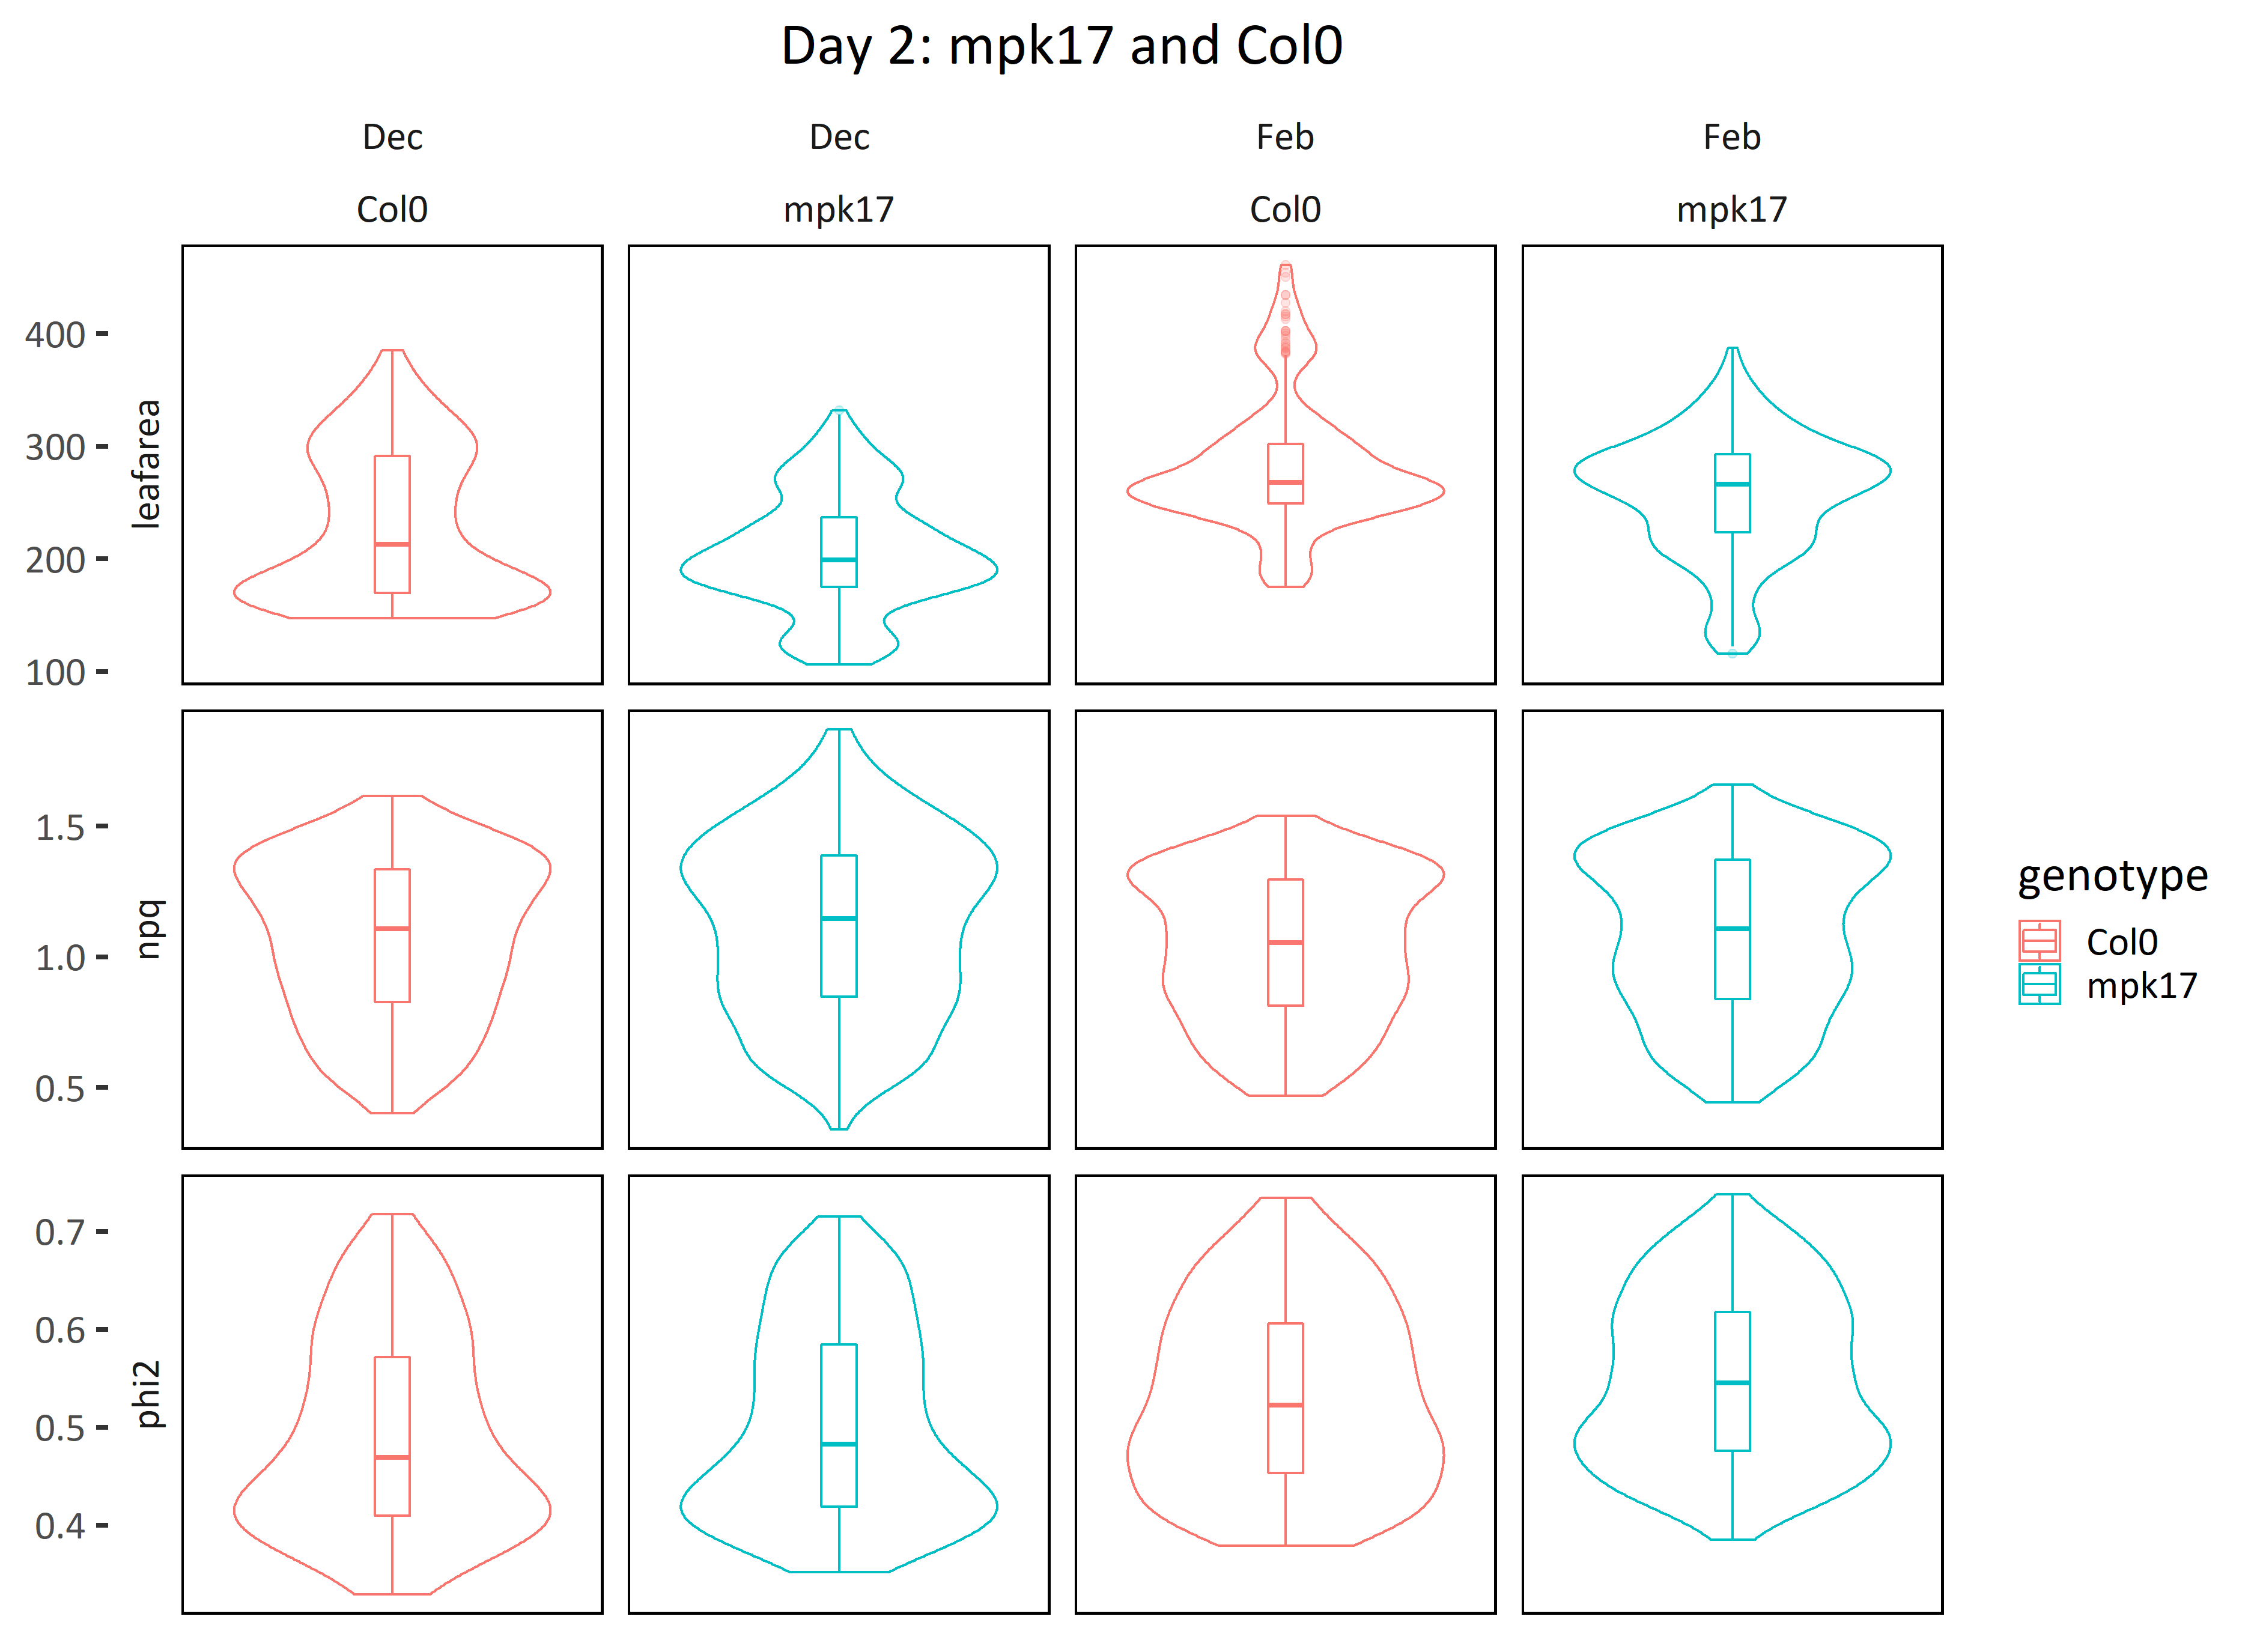 Day 2: mpk17 and Col0
Dec Dec Feb Feb
Col0 mpk17 Col0 mpk17
leafarea
400
300
200
100
npq
1.5
1.0
0.5
phi2
0.7
0.6
0.5
0.4
genotype
Col0
mpk17